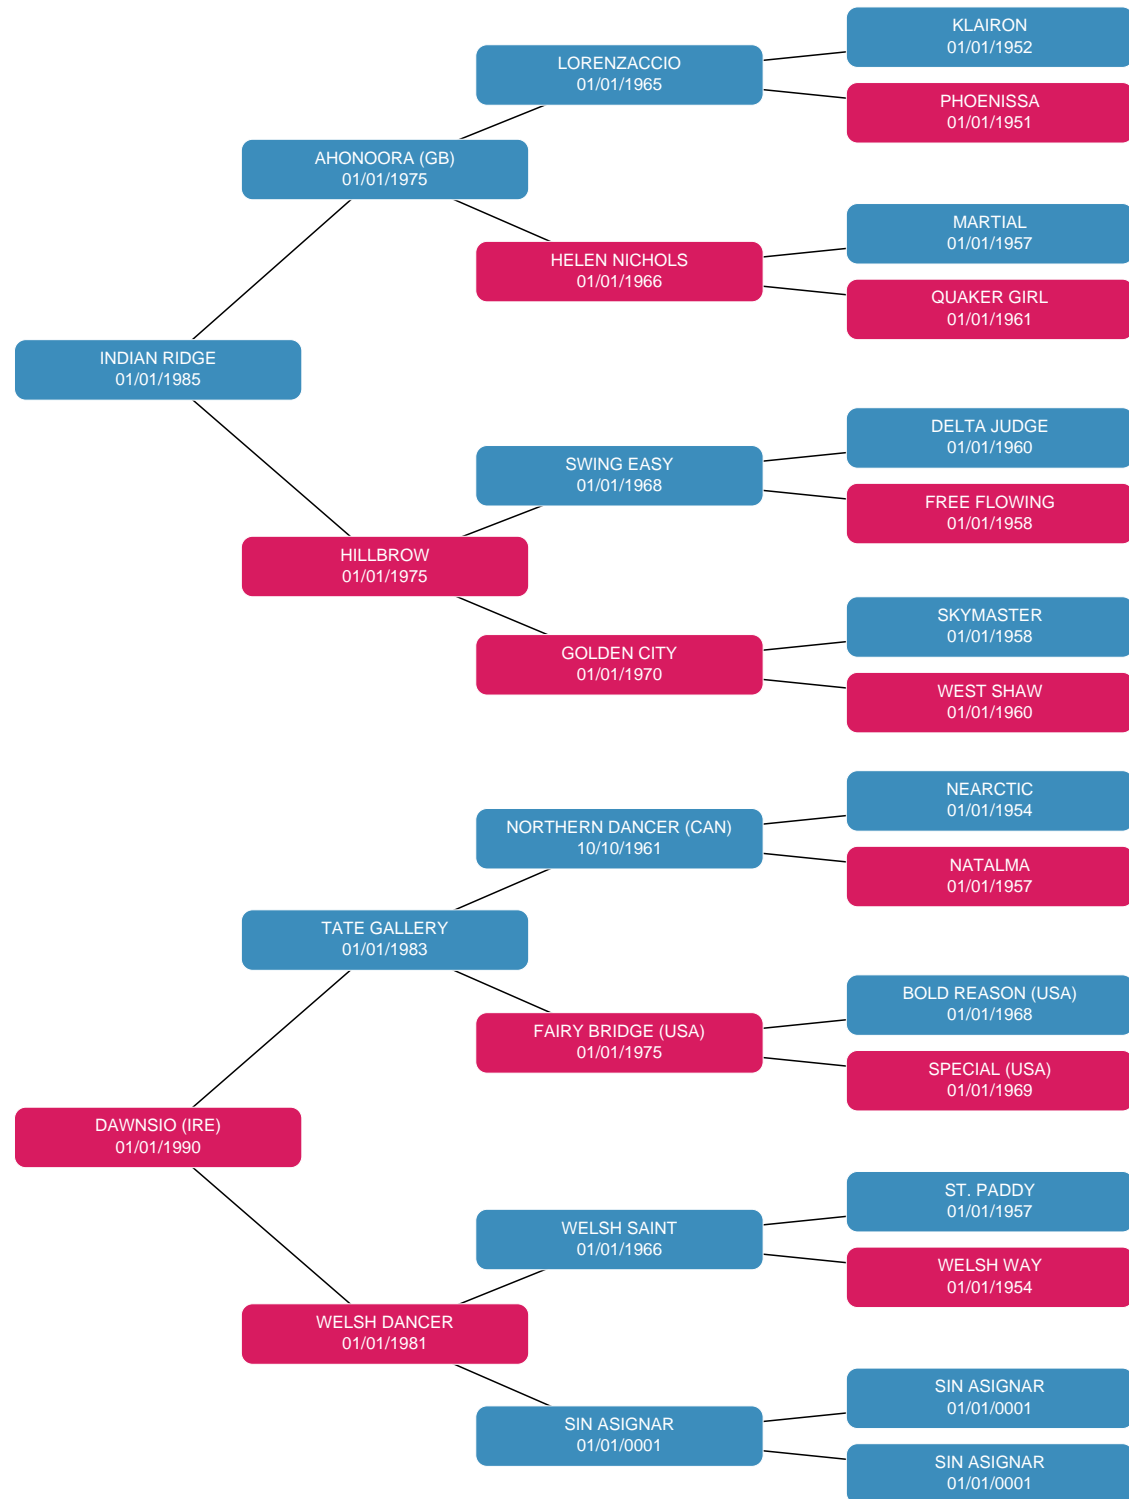 KLAIRON
01/01/1952
LORENZACCIO
01/01/1965
PHOENISSA
01/01/1951
AHONOORA (GB)
01/01/1975
MARTIAL
01/01/1957
HELEN NICHOLS
01/01/1966
QUAKER GIRL
01/01/1961
INDIAN RIDGE
01/01/1985
DELTA JUDGE
01/01/1960
SWING EASY
01/01/1968
FREE FLOWING
01/01/1958
HILLBROW
01/01/1975
SKYMASTER
01/01/1958
GOLDEN CITY
01/01/1970
WEST SHAW
01/01/1960
NEARCTIC
01/01/1954
NORTHERN DANCER (CAN)
10/10/1961
NATALMA
01/01/1957
TATE GALLERY
01/01/1983
BOLD REASON (USA)
01/01/1968
FAIRY BRIDGE (USA)
01/01/1975
SPECIAL (USA)
01/01/1969
DAWNSIO (IRE)
01/01/1990
ST. PADDY
01/01/1957
WELSH SAINT
01/01/1966
WELSH WAY
01/01/1954
WELSH DANCER
01/01/1981
SIN ASIGNAR
01/01/0001
SIN ASIGNAR
01/01/0001
SIN ASIGNAR
01/01/0001